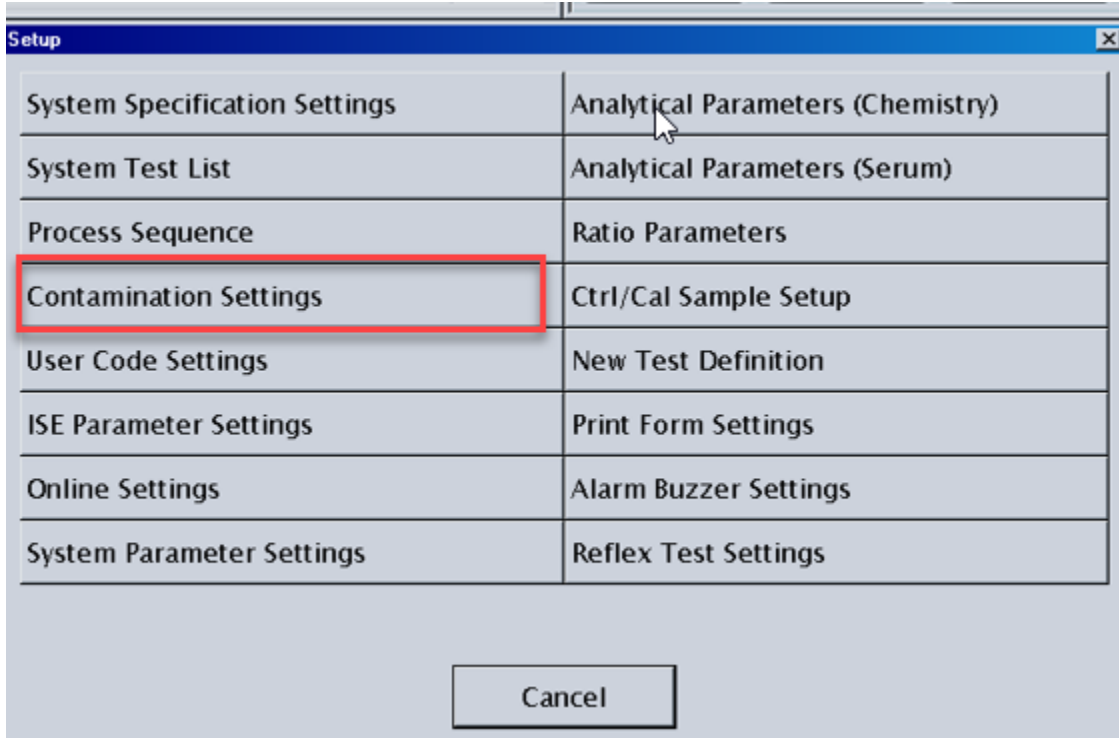 Setup
System Specification Settings
Analytical Parameters (Chemistry)
System Test List
Analytical Parameters (Serum)
Process Sequence
Ratio Parameters
Contamination Settings
Ctrl/Cal Sample Setup
User Code Settings
New Test Definition
ISE Parameter Settings
Print Form Settings
Online Settings
Alarm Buzzer Settings
System Parameter Settings
Reflex Test Settings
Cancel